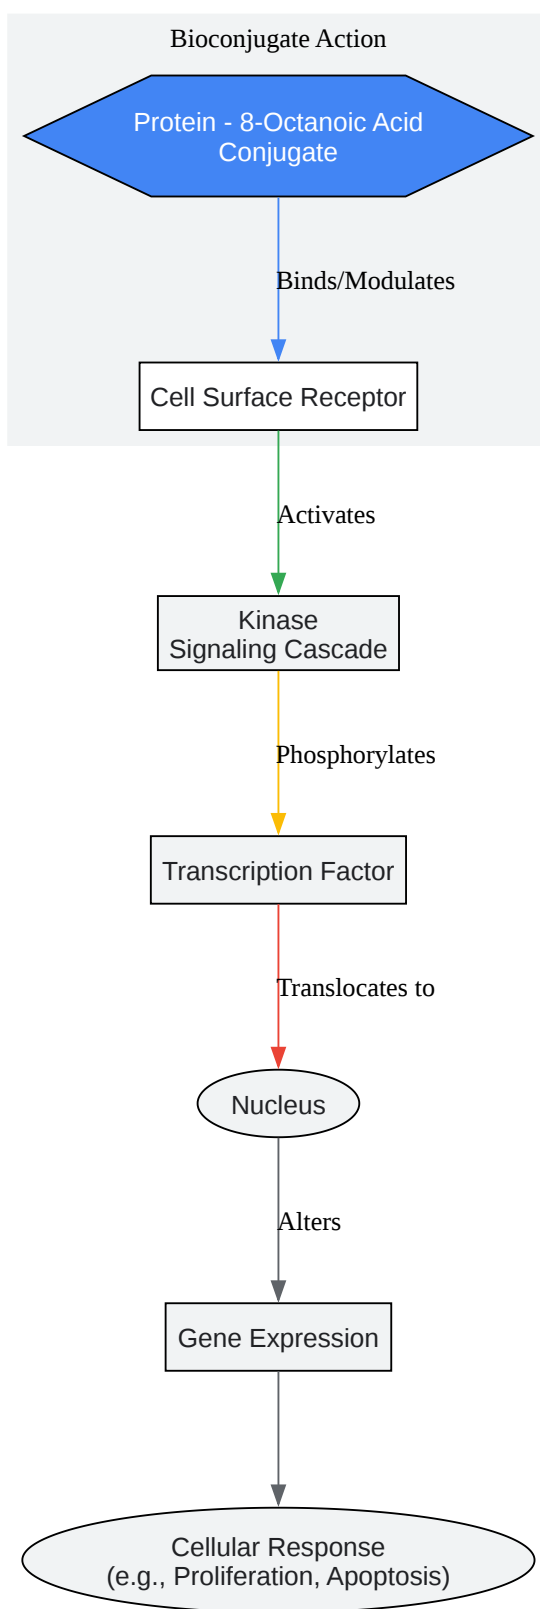 Bioconjugate Action
Protein - 8-Octanoic Acid
Conjugate
Binds/Modulates
Cell Surface Receptor
Activates
Kinase
Signaling Cascade
Phosphorylates
Transcription Factor
Translocates to
Nucleus
Alters
Gene Expression
Cellular Response
(e.g., Proliferation, Apoptosis)